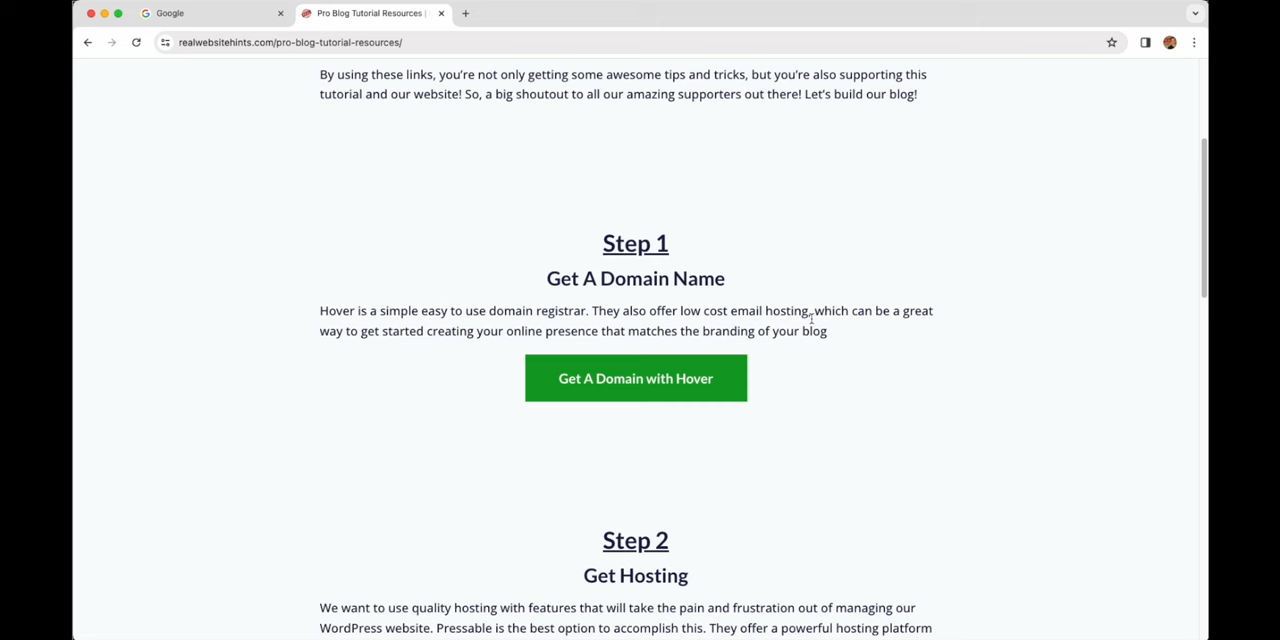 Google
Pro Blog Tutorial Resources |
realwebsitehints.com/pro-blog-tutorial-resources/
By using these links, you're not only getting some awesome tips and tricks, but you're also supporting this
tutorial and our website! So, a big shoutout to all our amazing supporters out there! Let's build our blog!
Step 1
Get A Domain Name
Hover is a simple easy to use domain registrar. They also offer low cost email hosting, which can be a great
way to get started creating your online presence that matches the branding of your blog
Get A Domain with Hover
Step 2
Get Hosting
We want to use quality hosting with features that will take the pain and frustration out of managing our
WordPress website. Pressable is the best option to accomplish this. They offer a powerful hosting platform